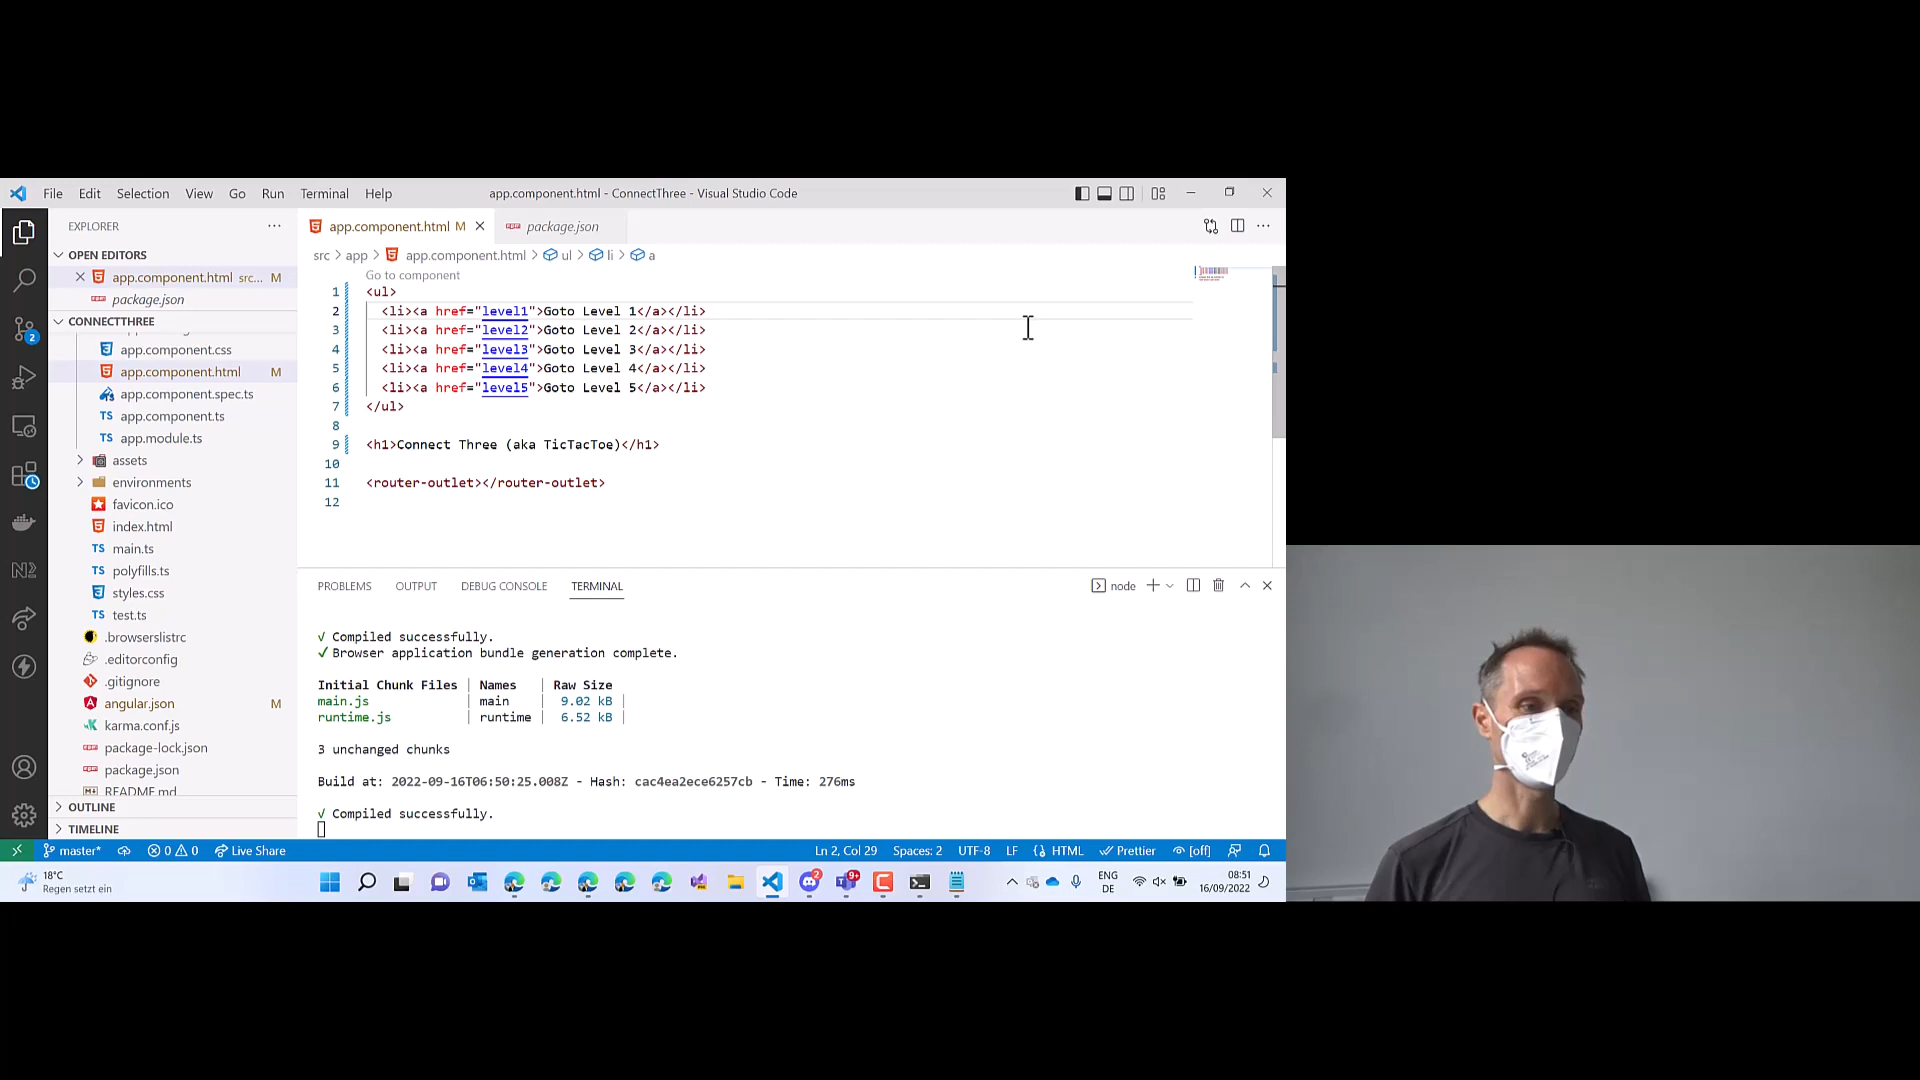 File Edit Selection View Go Run Terminal Help app.component.html - ConnectThree - Visual Studio Code
EXPLORER
app.component.html M package.json
OPEN EDITORS
src > app > app.component.html > ul > li > a
app.component.html src... M
package.json
Go to component
CONNECTTHREE
app.component.css
app.component.html M
app.component.spec.ts
app.component.ts
app.module.ts
assets
environments
favicon.ico
index.html
main.ts
polyfills.ts
styles.css
test.ts
.browserslistrc
.editorconfig
.gitignore
angular.json M
karma.conf.js
package-lock.json
package.json
README.md
OUTLINE
TIMELINE
1 <ul>
2 <li><a href="level1">Goto Level 1</a></li>
3 <li><a href="level2">Goto Level 2</a></li>
4 <li><a href="level3">Goto Level 3</a></li>
5 <li><a href="level4">Goto Level 4</a></li>
6 <li><a href="level5">Goto Level 5</a></li>
7 </ul>
8
9 <h1>Connect Three (aka TicTacToe)</h1>
10
11 <router-outlet></router-outlet>
12
PROBLEMS OUTPUT DEBUG CONSOLE TERMINAL node
√ Compiled successfully.
✓ Browser application bundle generation complete.
Initial Chunk Files | Names | Raw Size
main.js | main | 9.02 kB |
runtime.js | runtime | 6.52 kB |
3 unchanged chunks
Build at: 2022-09-16T06:50:25.008Z - Hash: cac4ea2ece6257cb - Time: 276ms
√ Compiled successfully.
master* 0 0 Live Share Ln 2, Col 29 Spaces: 2 UTF-8 LF HTML Prettier [off]
18°C
Regen setzt ein
2
9+
ENG
DE
08:51
16/09/2022